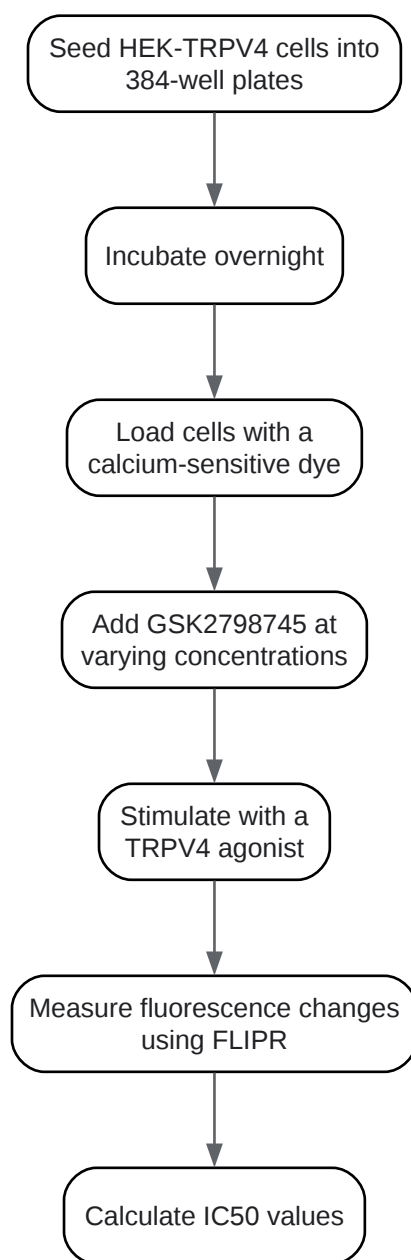 Seed HEK-TRPV4 cells into
384-well plates
Incubate overnight
Load cells with a
calcium-sensitive dye
Add GSK2798745 at
varying concentrations
Stimulate with a
TRPV4 agonist
Measure fluorescence changes
using FLIPR
Calculate IC50 values